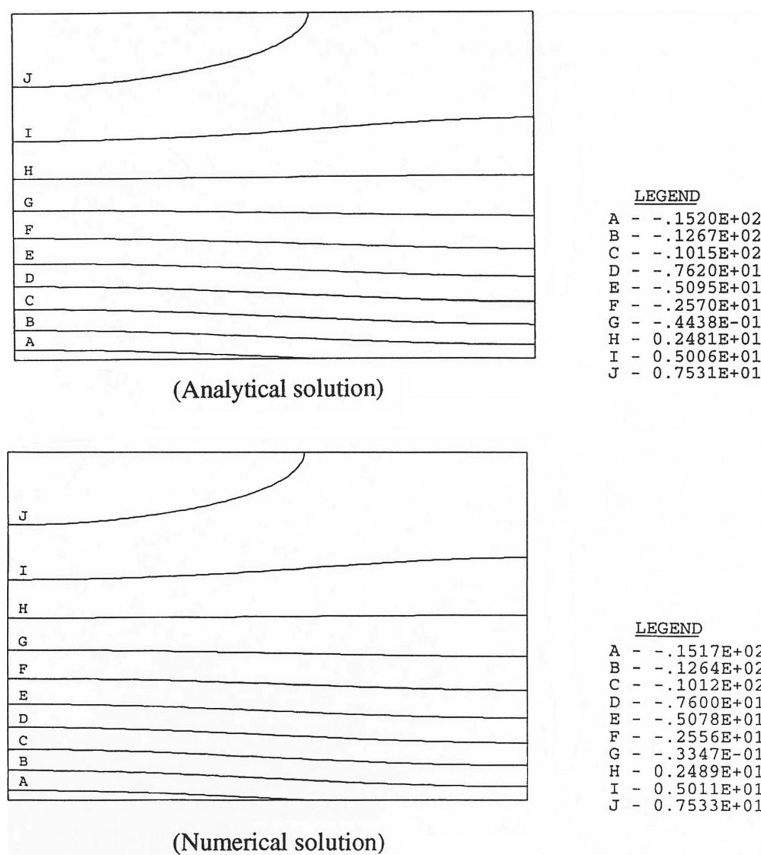 J
I
H
G
F
E
D
C
B
A
LEGEND
A - -.1520E+02
B - -.1267E+02
C - -.1015E+02
D - -.7620E+01
E - -.5095E+01
F - -.2570E+01
G - -.4438E-01
H - 0.2481E+01
I - 0.5006E+01
J - 0.7531E+01
(Analytical solution)
J
I
H
G
F
E
D
C
B
A
LEGEND
A - -.1517E+02
B - -.1264E+02
C - -.1012E+02
D - -.7600E+01
E - -.5078E+01
F - -.2556E+01
G - -.3347E-01
H - 0.2489E+01
I - 0.5011E+01
J - 0.7533E+01
(Numerical solution)